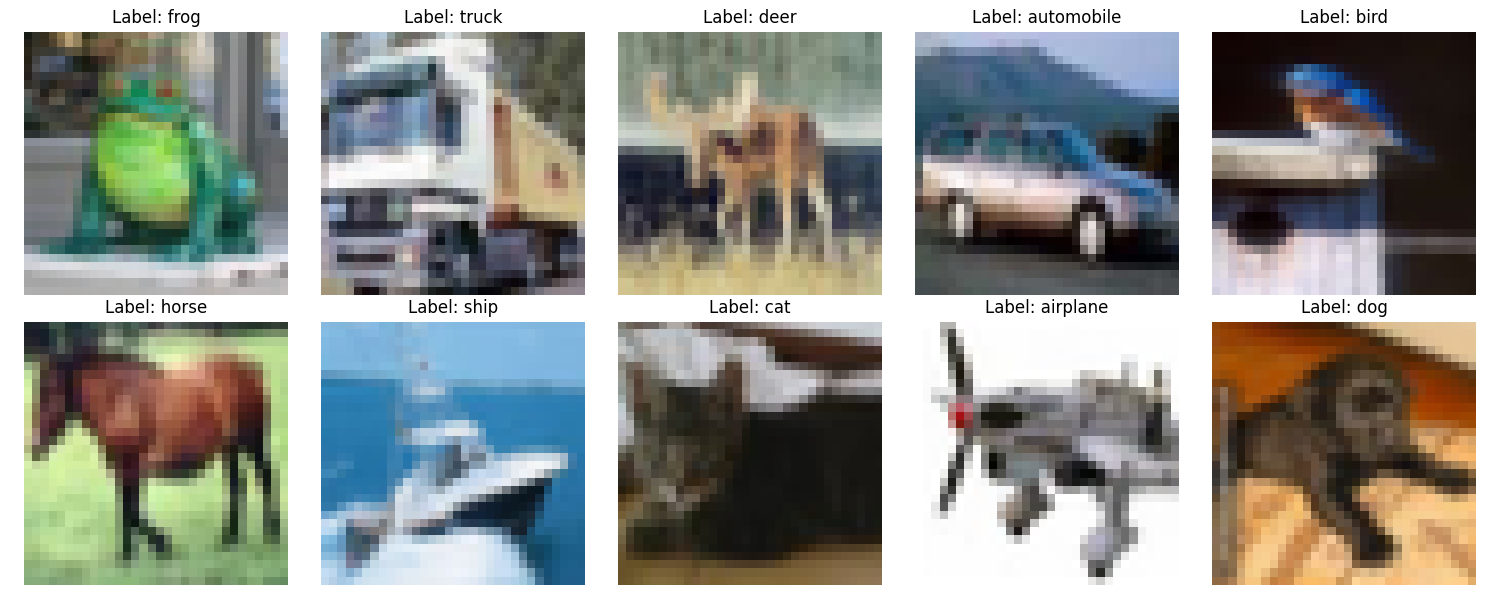 Label: frog
Label: truck
Label: deer
Label: automobile
Label: bird
Label: horse
Label: ship
Label: cat
Label: airplane
Label: dog